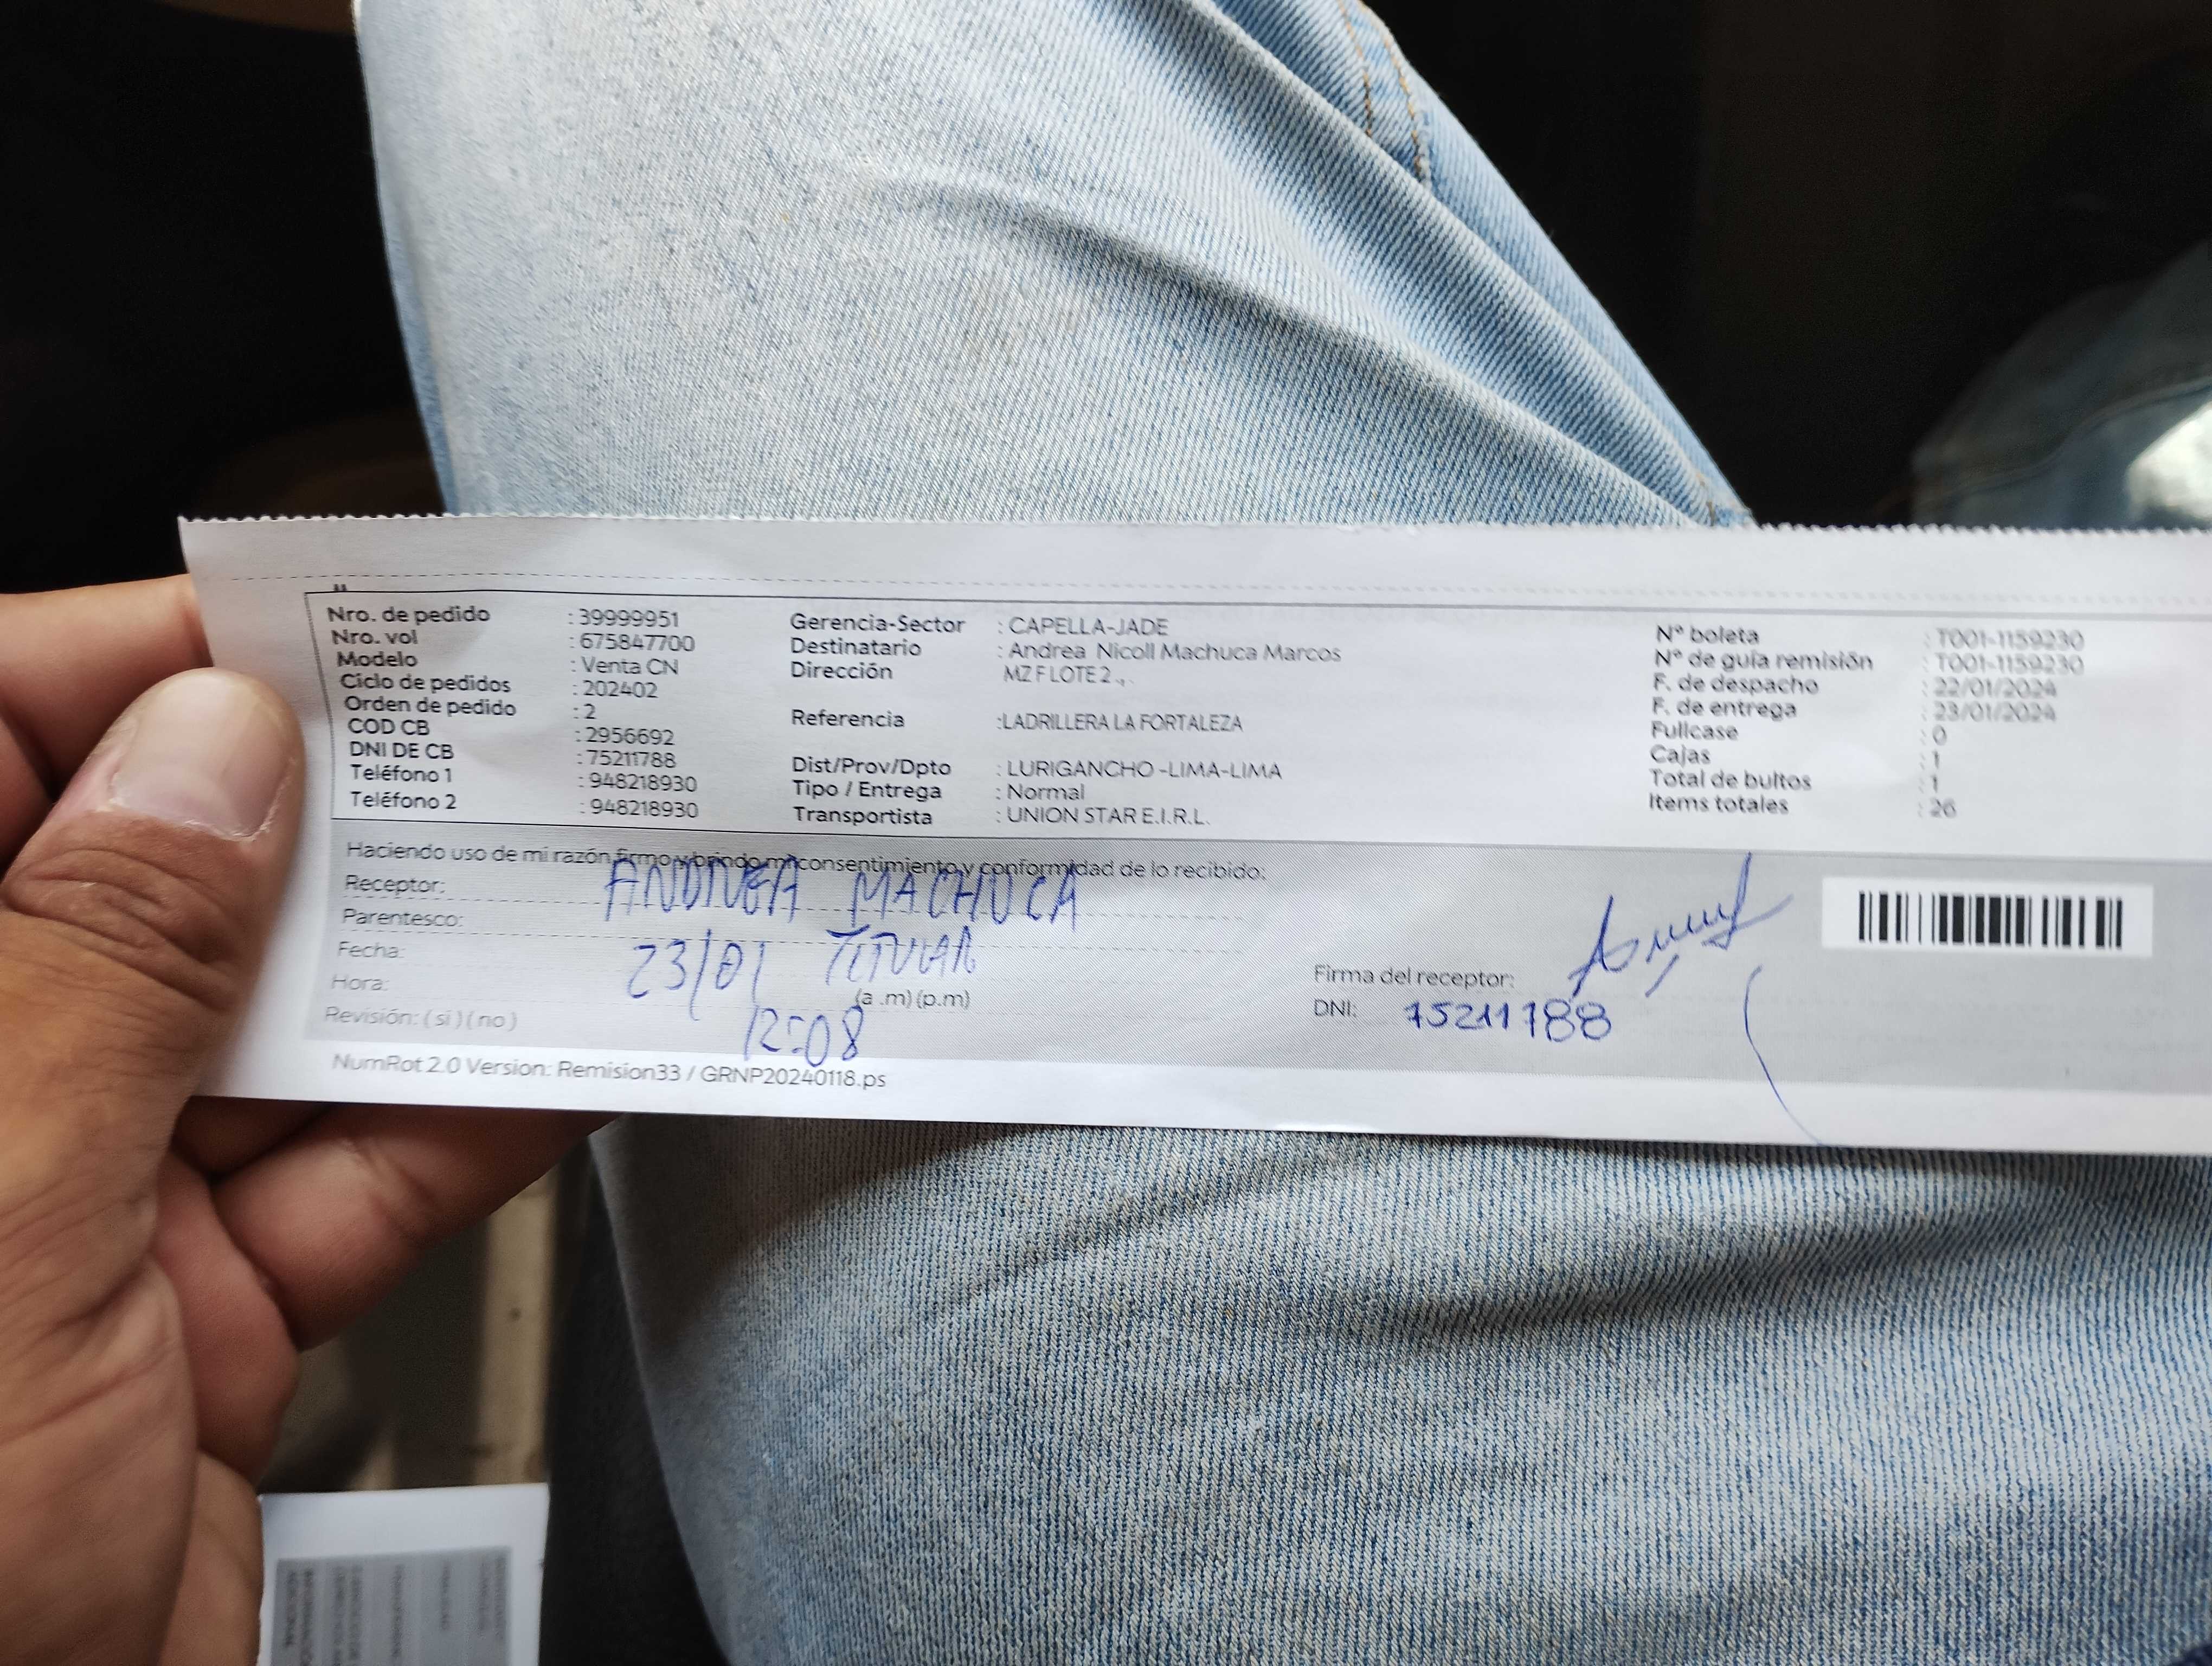 Nro. de pedido : 39999951
Nro. vol : 675847700
Modelo : Venta CN
Ciclo de pedidos : 202402
Orden de pedido : 2
COD CB : 2956692
DNI DE CB : 75211788
Teléfono 1 : 948218930
Teléfono 2 : 948218930
Gerencia-Sector : CAPELLA-JADE
Destinatario : Andrea Nicoll Machuca Marcos
Dirección MZ F LOTE 2 .,.
Referencia :LADRILLERA LA FORTALEZA
Dist/Prov/Dpto : LURIGANCHO -LIMA-LIMA
Tipo / Entrega : Normal
Transportista : UNION STAR E.I.R.L.
N° boleta : T001-1159230
N° de guía remisión : T001-1159230
F. de despacho : 22/01/2024
F. de entrega : 23/01/2024
Fullcase : 0
Cajas : 1
Total de bultos : 1
Items totales : 26
Haciendo uso de mi razón firmo y brindo mi consentimiento y conformidad de lo recibido:
Receptor: ANDREA MACHUCA
Parentesco: TITULAR
Fecha: 23/01
Hora: 12:08 (a .m) (p.m)
Revisión: ( si ) ( no )
Firma del receptor:
DNI: 75211788
NumRot 2.0 Version: Remision33 / GRNP20240118.ps